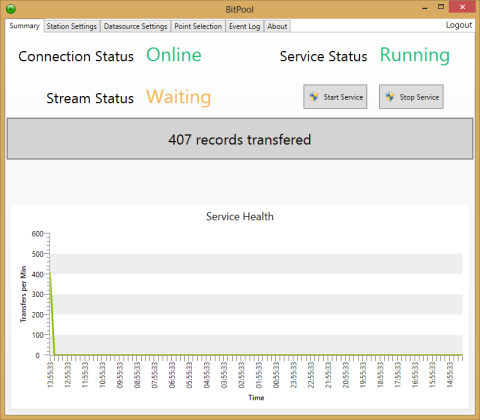 BitPool
Summary Station Settings Datasource Settings Point Selection Event Log About Logout
Connection Status Online Service Status Running
Stream Status Waiting Start Service Stop Service
407 records transfered
Service Health
600
500
400
300
200
100
0
Transfers per Min
13:55:33 12:55:33 11:55:33 10:55:33 09:55:33 08:55:33 07:55:33 06:55:33 05:55:33 04:55:33 03:55:33 02:55:33 01:55:33 00:55:33 23:55:33 22:55:33 21:55:33 20:55:33 19:55:33 18:55:33 17:55:33 16:55:33 15:55:33 14:55:33
Time